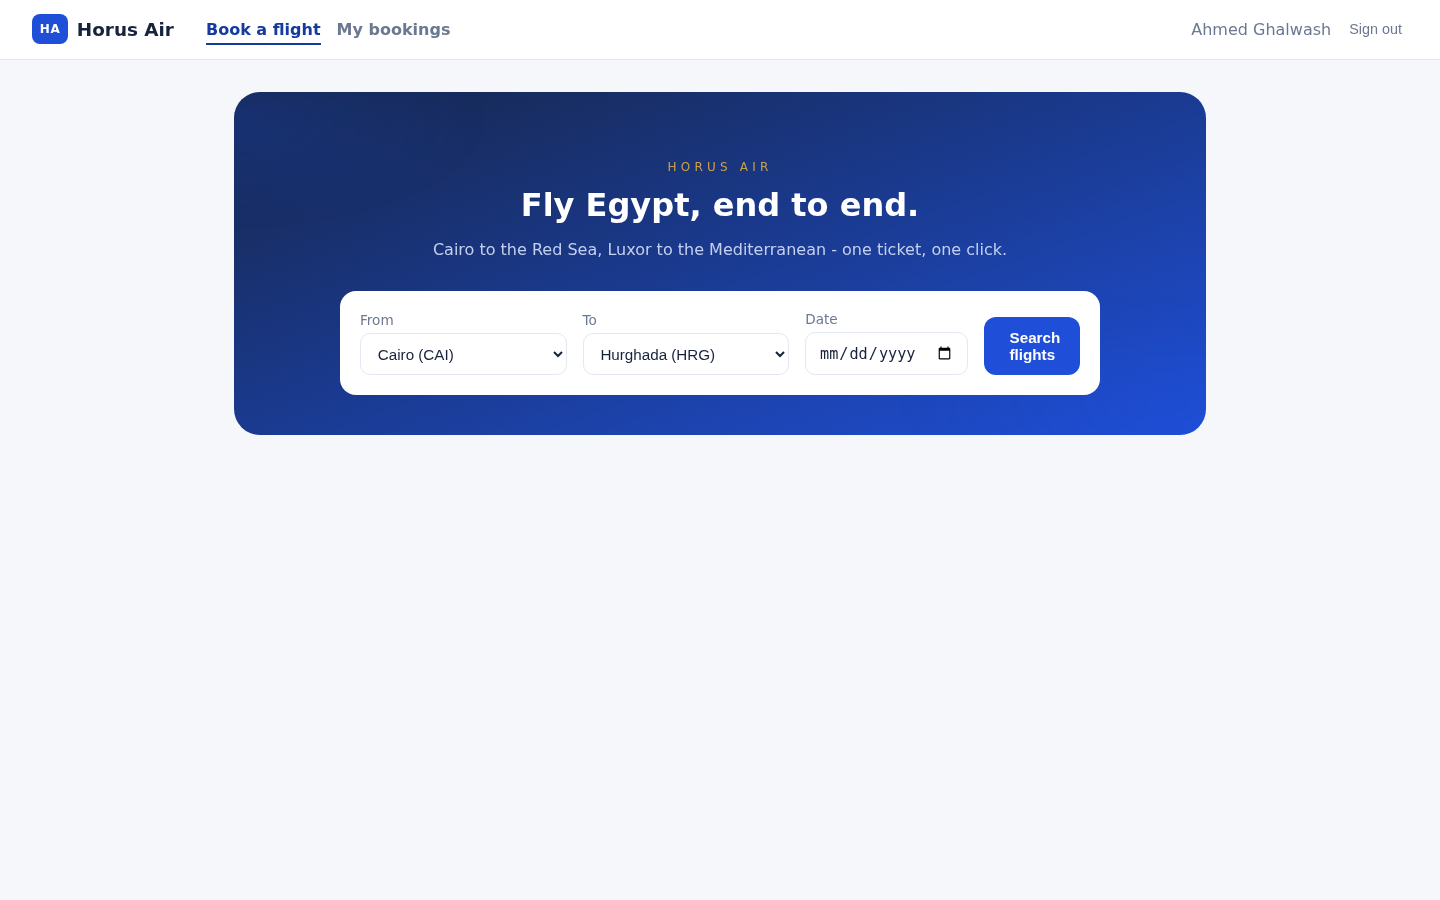 HA Horus Air Book a flight My bookings Ahmed Ghalwash Sign out
HORUS AIR
Fly Egypt, end to end.
Cairo to the Red Sea, Luxor to the Mediterranean - one ticket, one click.
From To Date
Cairo (CAI) Hurghada (HRG) mm/dd/yyyy
Search
flights